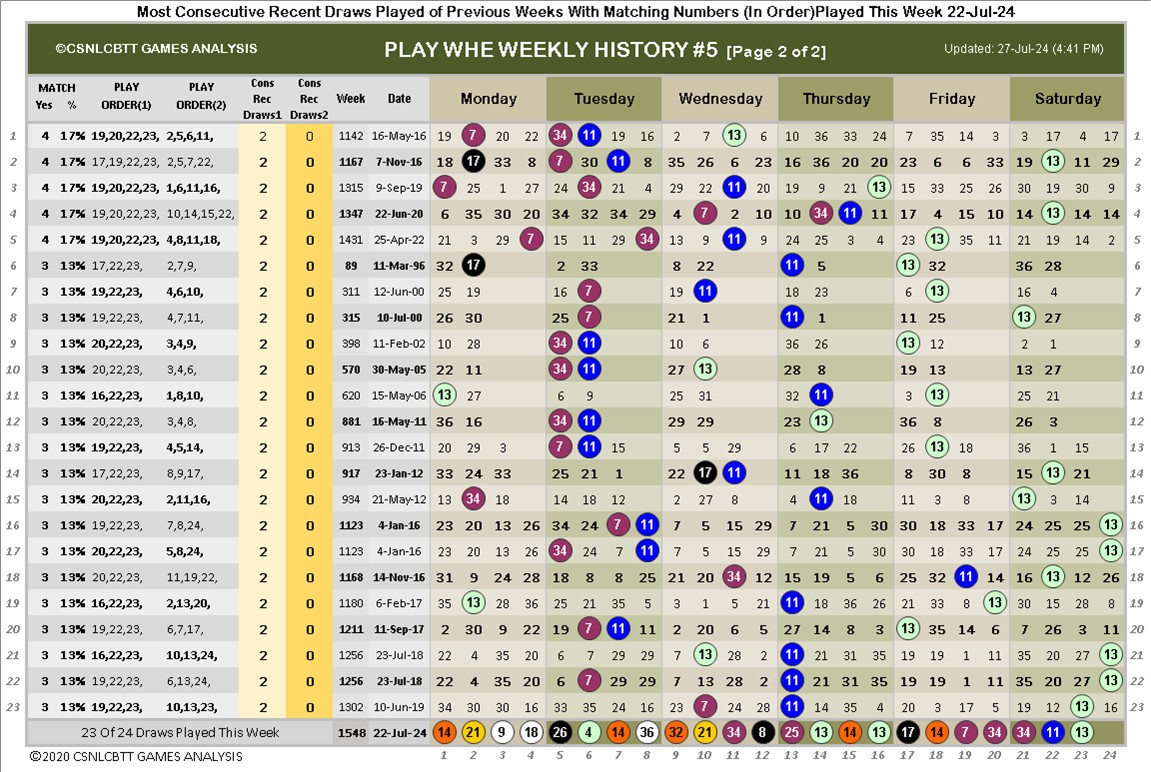 Most Consecutive Recent Draws Played of Previous Weeks With Matching Numbers (In Order)Played This Week 22-Jul-24
©CSNLCBTT GAMES ANALYSIS PLAY WHE WEEKLY HISTORY #5 [Page 2 of 2] Updated: 27-Jul-24 (4:41 PM)
MATCH Yes % PLAY ORDER(1) PLAY ORDER(2) Cons Rec Draws1 Cons Rec Draws2 Week Date Monday Tuesday Wednesday Thursday Friday Saturday
1 4 17% 19,20,22,23, 2,5,6,11, 2 0 1142 16-May-16 19 7 20 22 34 11 19 16 2 7 13 6 10 36 33 24 7 35 14 3 3 17 4 17 1
2 4 17% 17,19,22,23, 2,5,7,22, 2 0 1167 7-Nov-16 18 17 33 8 7 30 11 8 35 26 6 23 16 36 20 20 23 6 6 33 19 13 11 29 2
3 4 17% 19,20,22,23, 1,6,11,16, 2 0 1315 9-Sep-19 7 25 1 27 24 34 21 4 29 22 11 20 19 9 21 13 15 33 25 26 30 19 30 9 3
4 4 17% 19,20,22,23, 10,14,15,22, 2 0 1347 22-Jun-20 6 35 30 20 34 32 34 29 4 7 2 10 10 34 11 11 17 4 15 10 14 13 14 14 4
5 4 17% 19,20,22,23, 4,8,11,18, 2 0 1431 25-Apr-22 21 3 29 7 15 11 29 34 13 9 11 9 24 25 3 4 23 13 35 11 21 19 14 2 5
6 3 13% 17,22,23, 2,7,9, 2 0 89 11-Mar-96 32 17 2 33 8 22 11 5 13 32 36 28 6
7 3 13% 19,22,23, 4,6,10, 2 0 311 12-Jun-00 25 19 16 7 19 11 18 23 6 13 16 4 7
8 3 13% 19,22,23, 4,7,11, 2 0 315 10-Jul-00 26 30 25 7 21 1 11 1 11 25 13 27 8
9 3 13% 20,22,23, 3,4,9, 2 0 398 11-Feb-02 10 28 34 11 10 6 36 26 13 12 2 1 9
10 3 13% 20,22,23, 3,4,6, 2 0 570 30-May-05 22 11 34 11 27 13 28 8 19 13 13 27 10
11 3 13% 16,22,23, 1,8,10, 2 0 620 15-May-06 13 27 6 9 25 31 32 11 3 13 25 21 11
12 3 13% 20,22,23, 3,4,8, 2 0 881 16-May-11 36 16 34 11 29 29 23 13 36 8 26 3 12
13 3 13% 19,22,23, 4,5,14, 2 0 913 26-Dec-11 20 29 3 7 11 15 5 5 29 6 17 22 26 13 18 36 1 15 13
14 3 13% 17,22,23, 8,9,17, 2 0 917 23-Jan-12 33 24 33 25 21 1 22 17 11 11 18 36 8 30 8 15 13 21 14
15 3 13% 20,22,23, 2,11,16, 2 0 934 21-May-12 13 34 18 14 18 12 2 27 8 4 11 18 11 3 8 13 3 14 15
16 3 13% 19,22,23, 7,8,24, 2 0 1123 4-Jan-16 23 20 13 26 34 24 7 11 7 5 15 29 7 21 5 30 30 18 33 17 24 25 25 13 16
17 3 13% 20,22,23, 5,8,24, 2 0 1123 4-Jan-16 23 20 13 26 34 24 7 11 7 5 15 29 7 21 5 30 30 18 33 17 24 25 25 13 17
18 3 13% 20,22,23, 11,19,22, 2 0 1168 14-Nov-16 31 9 24 28 18 8 8 25 21 20 34 12 15 19 5 6 25 32 11 14 16 13 12 26 18
19 3 13% 16,22,23, 2,13,20, 2 0 1180 6-Feb-17 35 13 28 36 25 21 35 5 3 1 5 21 11 18 36 26 21 33 8 13 30 15 28 8 19
20 3 13% 19,22,23, 6,7,17, 2 0 1211 11-Sep-17 2 30 9 22 19 7 11 11 2 20 6 5 27 14 8 3 13 35 14 6 7 26 3 11 20
21 3 13% 16,22,23, 10,13,24, 2 0 1256 23-Jul-18 22 4 35 20 6 7 29 29 7 13 28 2 11 21 31 35 19 19 1 11 35 20 27 13 21
22 3 13% 19,22,23, 6,13,24, 2 0 1256 23-Jul-18 22 4 35 20 6 7 29 29 7 13 28 2 11 21 31 35 19 19 1 11 35 20 27 13 22
23 3 13% 19,22,23, 10,13,23, 2 0 1302 10-Jun-19 34 30 30 16 33 35 24 16 23 7 24 28 11 14 35 4 20 3 17 5 19 12 13 16 23
23 Of 24 Draws Played This Week 1548 22-Jul-24 14 21 9 18 26 4 14 36 32 21 34 8 25 13 14 13 17 14 7 34 34 11 13
©2020 CSNLCBTT GAMES ANALYSIS 1 2 3 4 5 6 7 8 9 10 11 12 13 14 15 16 17 18 19 20 21 22 23 24